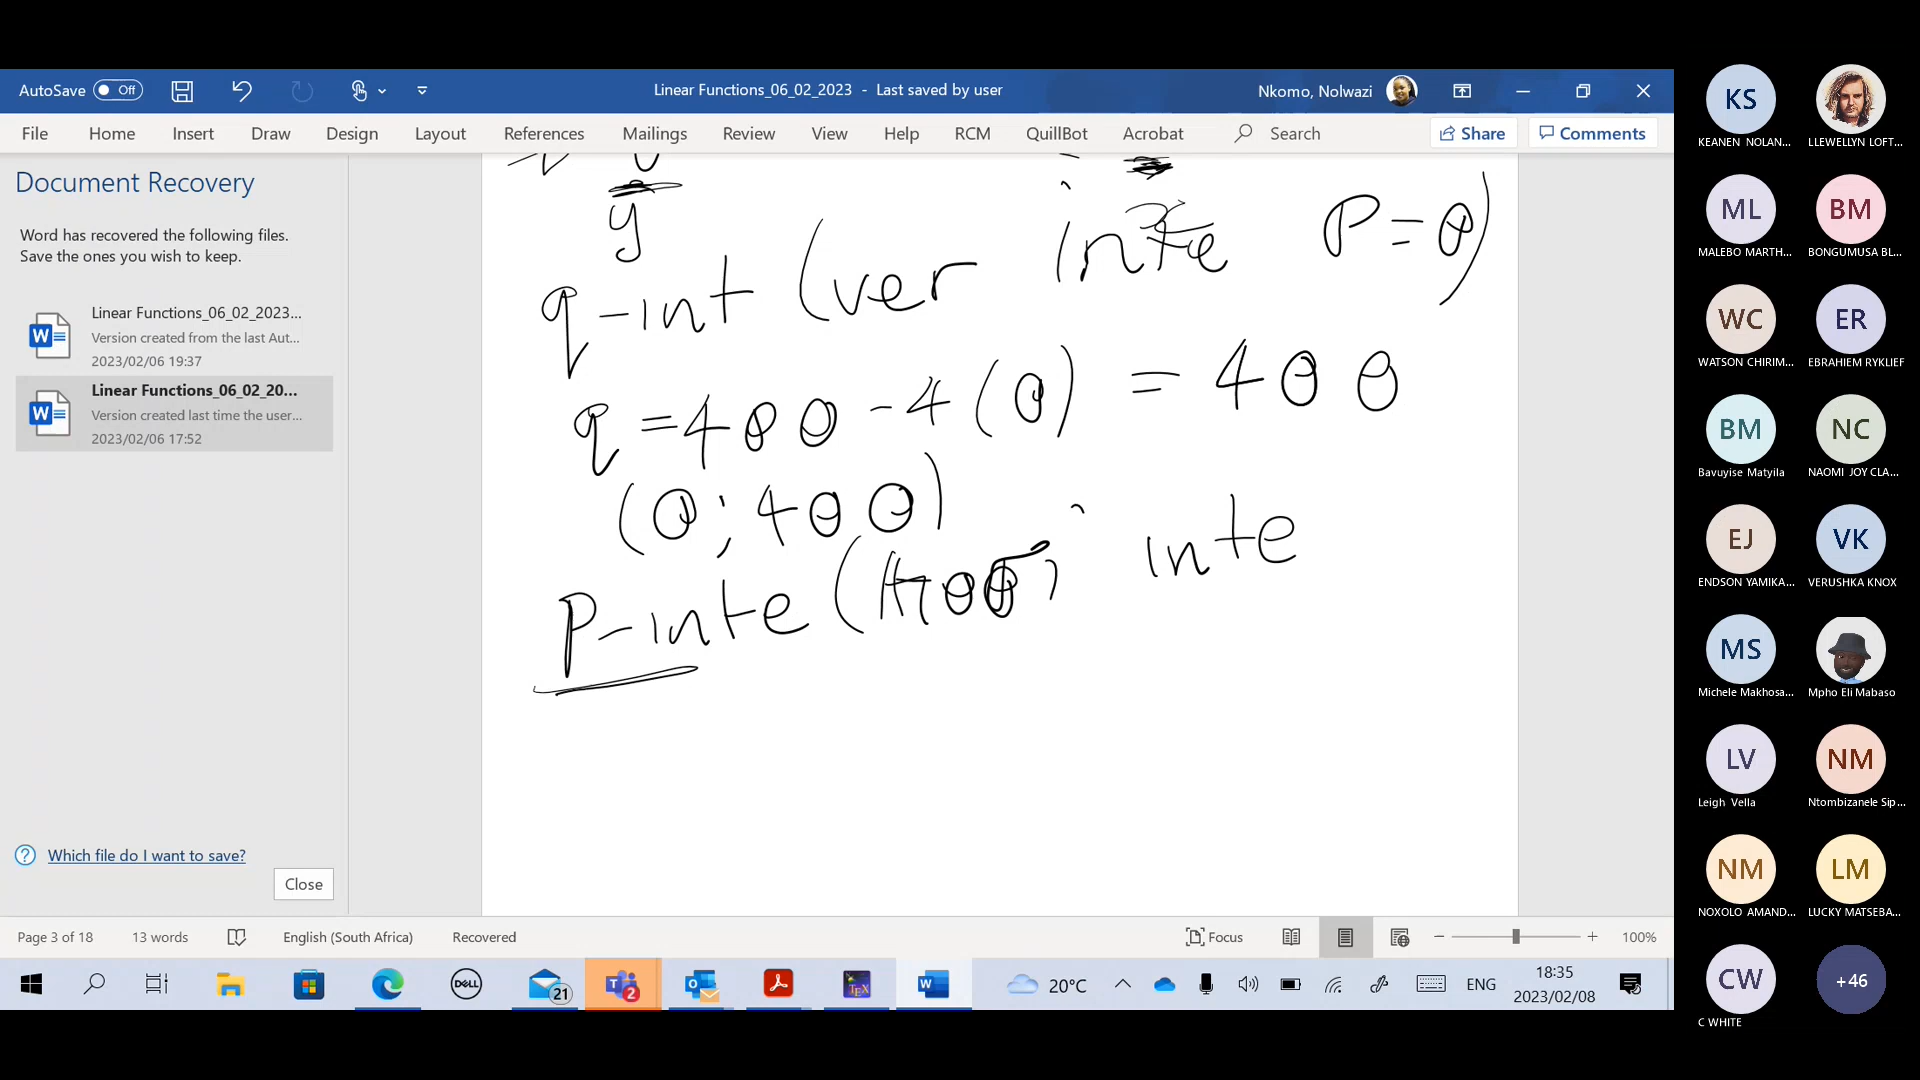 AutoSave Off
Linear Functions_06_02_2023 - Last saved by user
Nkomo, Nolwazi
File Home Insert Draw Design Layout References Mailings Review View Help RCM QuillBot Acrobat Search Share Comments
Document Recovery
Word has recovered the following files.
Save the ones you wish to keep.
Linear Functions_06_02_2023...
Version created from the last Aut...
2023/02/06 19:37
Linear Functions_06_02_20...
Version created last time the user...
2023/02/06 17:52
Which file do I want to save?
Close
y
q-int (ver inte P=0)
q = 400 - 4(0) = 400
(0; 400)
P-inte ( inte
Page 3 of 18 13 words English (South Africa) Recovered Focus 100%
DELL 21 T 2 TEX 20°C ENG 18:35
2023/02/08
KS
KEANEN NOLAN...
LLEWELLYN LOFT...
ML
MALEBO MARTH...
BM
BONGUMUSA BL...
WC
WATSON CHIRIM...
ER
EBRAHIEM RYKLIEF
BM
Bavuyise Matyila
NC
NAOMI JOY CLA...
EJ
ENDSON YAMIKA...
VK
VERUSHKA KNOX
MS
Michele Makhosa...
Mpho Eli Mabaso
LV
Leigh Vella
NM
Ntombizanele Sip...
NM
NOXOLO AMAND...
LM
LUCKY MATSEBA...
CW
C WHITE
+46